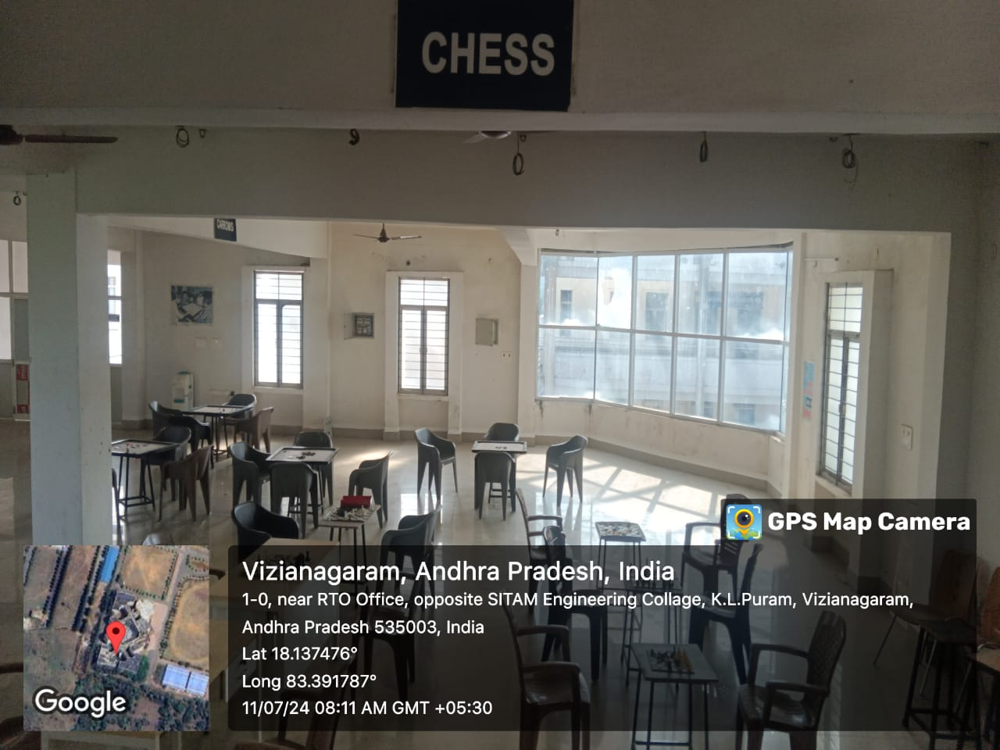 CHESS
CARROMS
GPS Map Camera
Vizianagaram, Andhra Pradesh, India
1-0, near RTO Office, opposite SITAM Engineering Collage, K.L.Puram, Vizianagaram,
Andhra Pradesh 535003, India
Lat 18.137476°
Long 83.391787°
11/07/24 08:11 AM GMT +05:30
Google